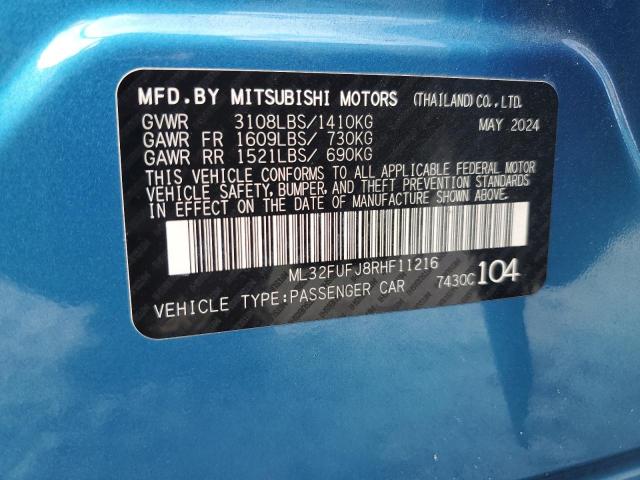 MFD.BY MITSUBISHI MOTORS (THAILAND) CO.,LTD.
GVWR 3108LBS/1410KG MAY 2024
GAWR FR 1609LBS/ 730KG
GAWR RR 1521LBS/ 690KG
THIS VEHICLE CONFORMS TO ALL APPLICABLE FEDERAL MOTOR
VEHICLE SAFETY, BUMPER, AND THEFT PREVENTION STANDARDS
IN EFFECT ON THE DATE OF MANUFACTURE SHOWN ABOVE.
ML32FUFJ8RHF11216
VEHICLE TYPE:PASSENGER CAR 7430C 104